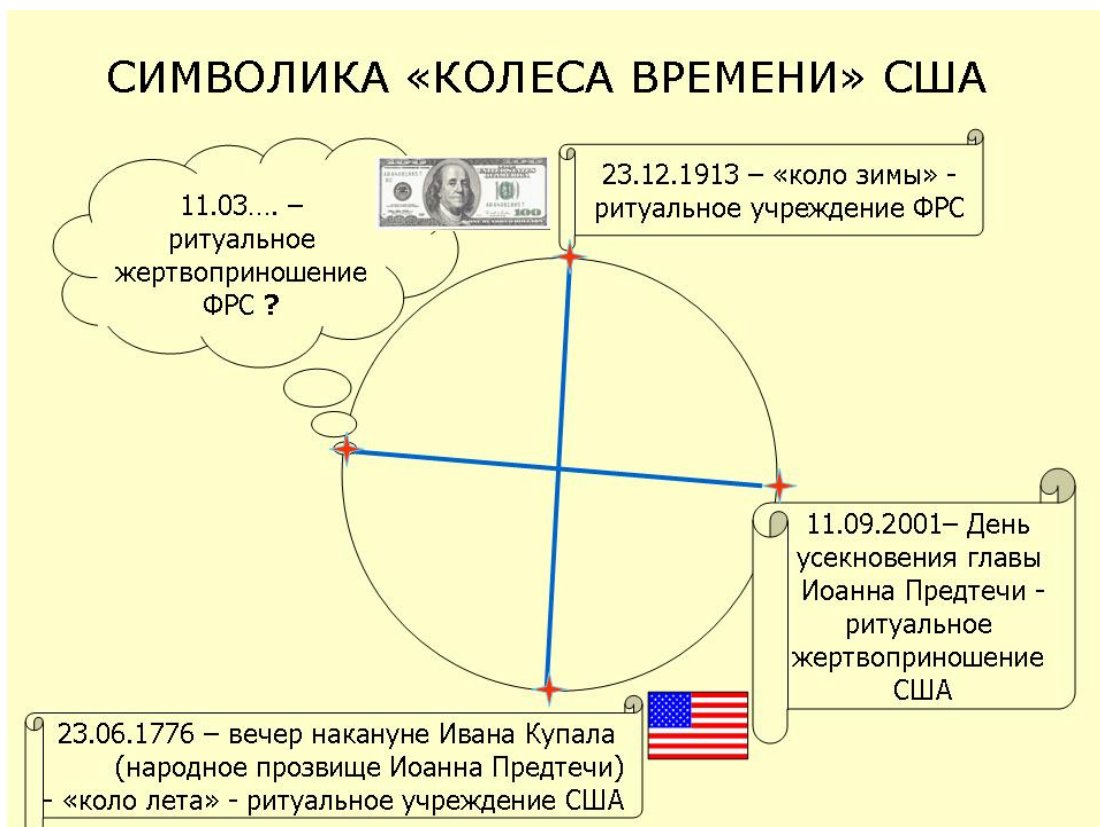 СИМВОЛИКА «КОЛЕСА ВРЕМЕНИ» США
11.03…. –
ритуальное
жертвоприношение
ФРС ?
100
23.12.1913 – «коло зимы» -
ритуальное учреждение ФРС
11.09.2001– День
усекновения главы
Иоанна Предтечи -
ритуальное
жертвоприношение
США
23.06.1776 – вечер накануне Ивана Купала
(народное прозвище Иоанна Предтечи)
- «коло лета» - ритуальное учреждение США